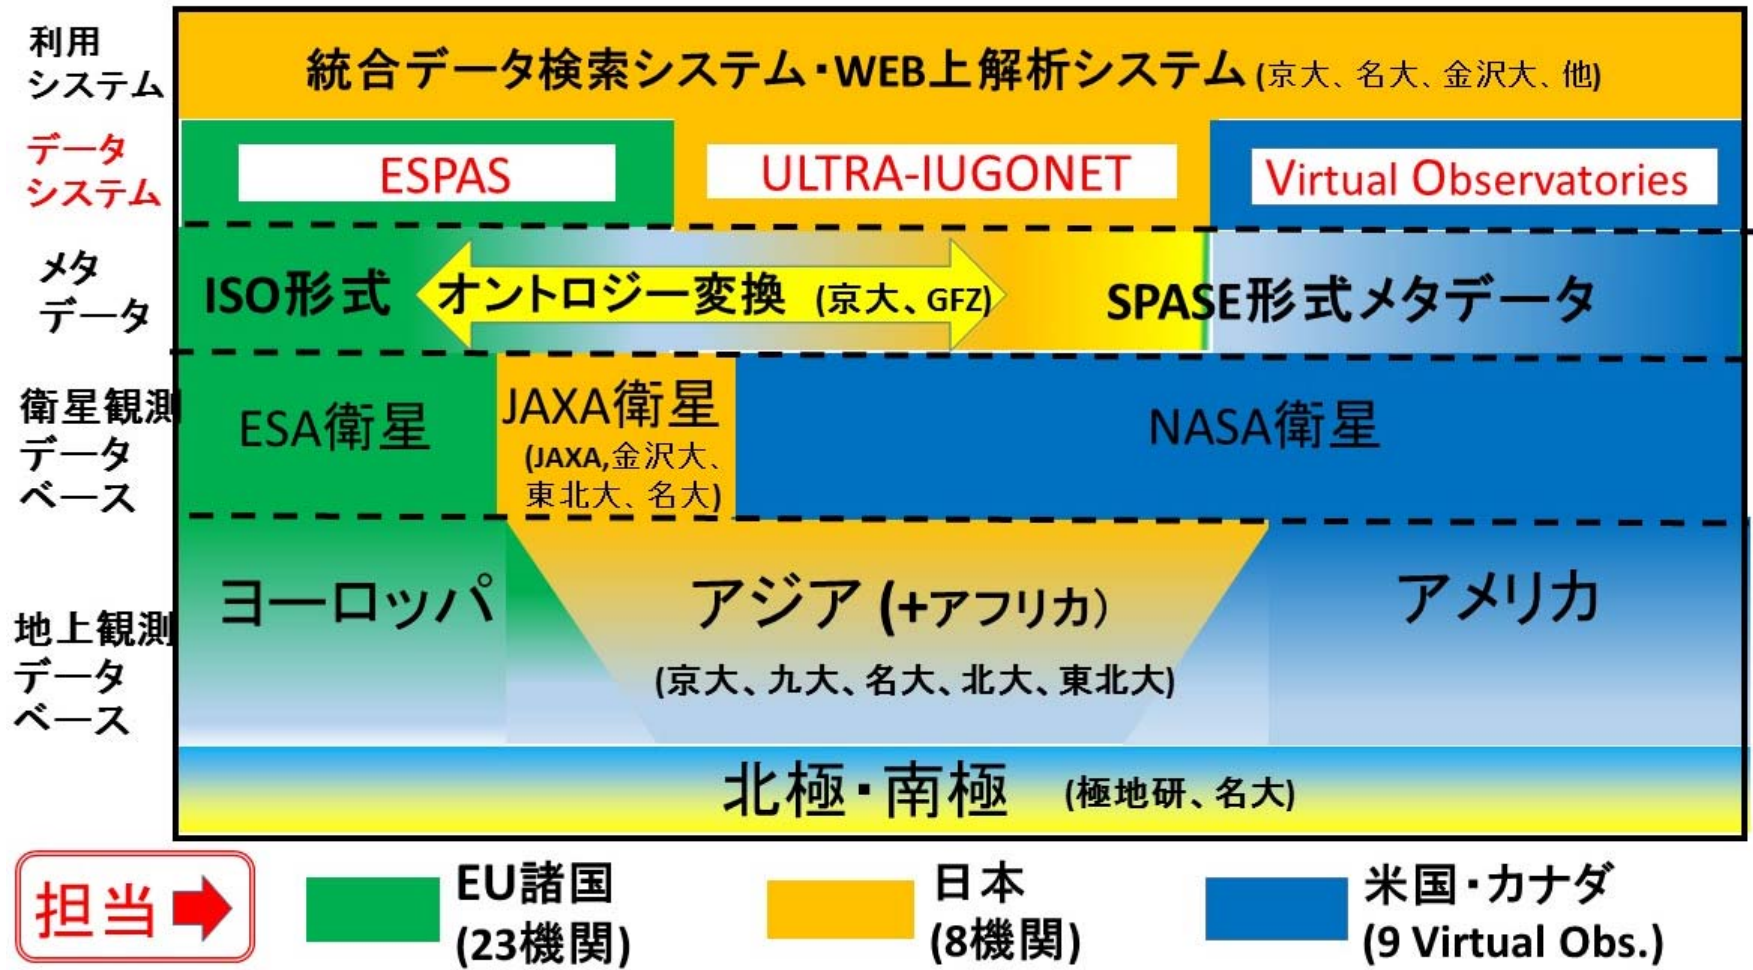 利用
システム
統合データ検索システム・WEB上解析システム (京大、名大、金沢大、他)
データ
システム
ESPAS
ULTRA-IUGONET
Virtual Observatories
メタ
データ
ISO形式
オントロジー変換 (京大、GFZ)
SPASE形式メタデータ
衛星観測
データ
ベース
ESA衛星
JAXA衛星
(JAXA,金沢大、
東北大、名大)
NASA衛星
地上観測
データ
ベース
ヨーロッパ
アジア (+アフリカ)
(京大、九大、名大、北大、東北大)
アメリカ
北極・南極 (極地研、名大)
担当
EU諸国
(23機関)
日本
(8機関)
米国・カナダ
(9 Virtual Obs.)